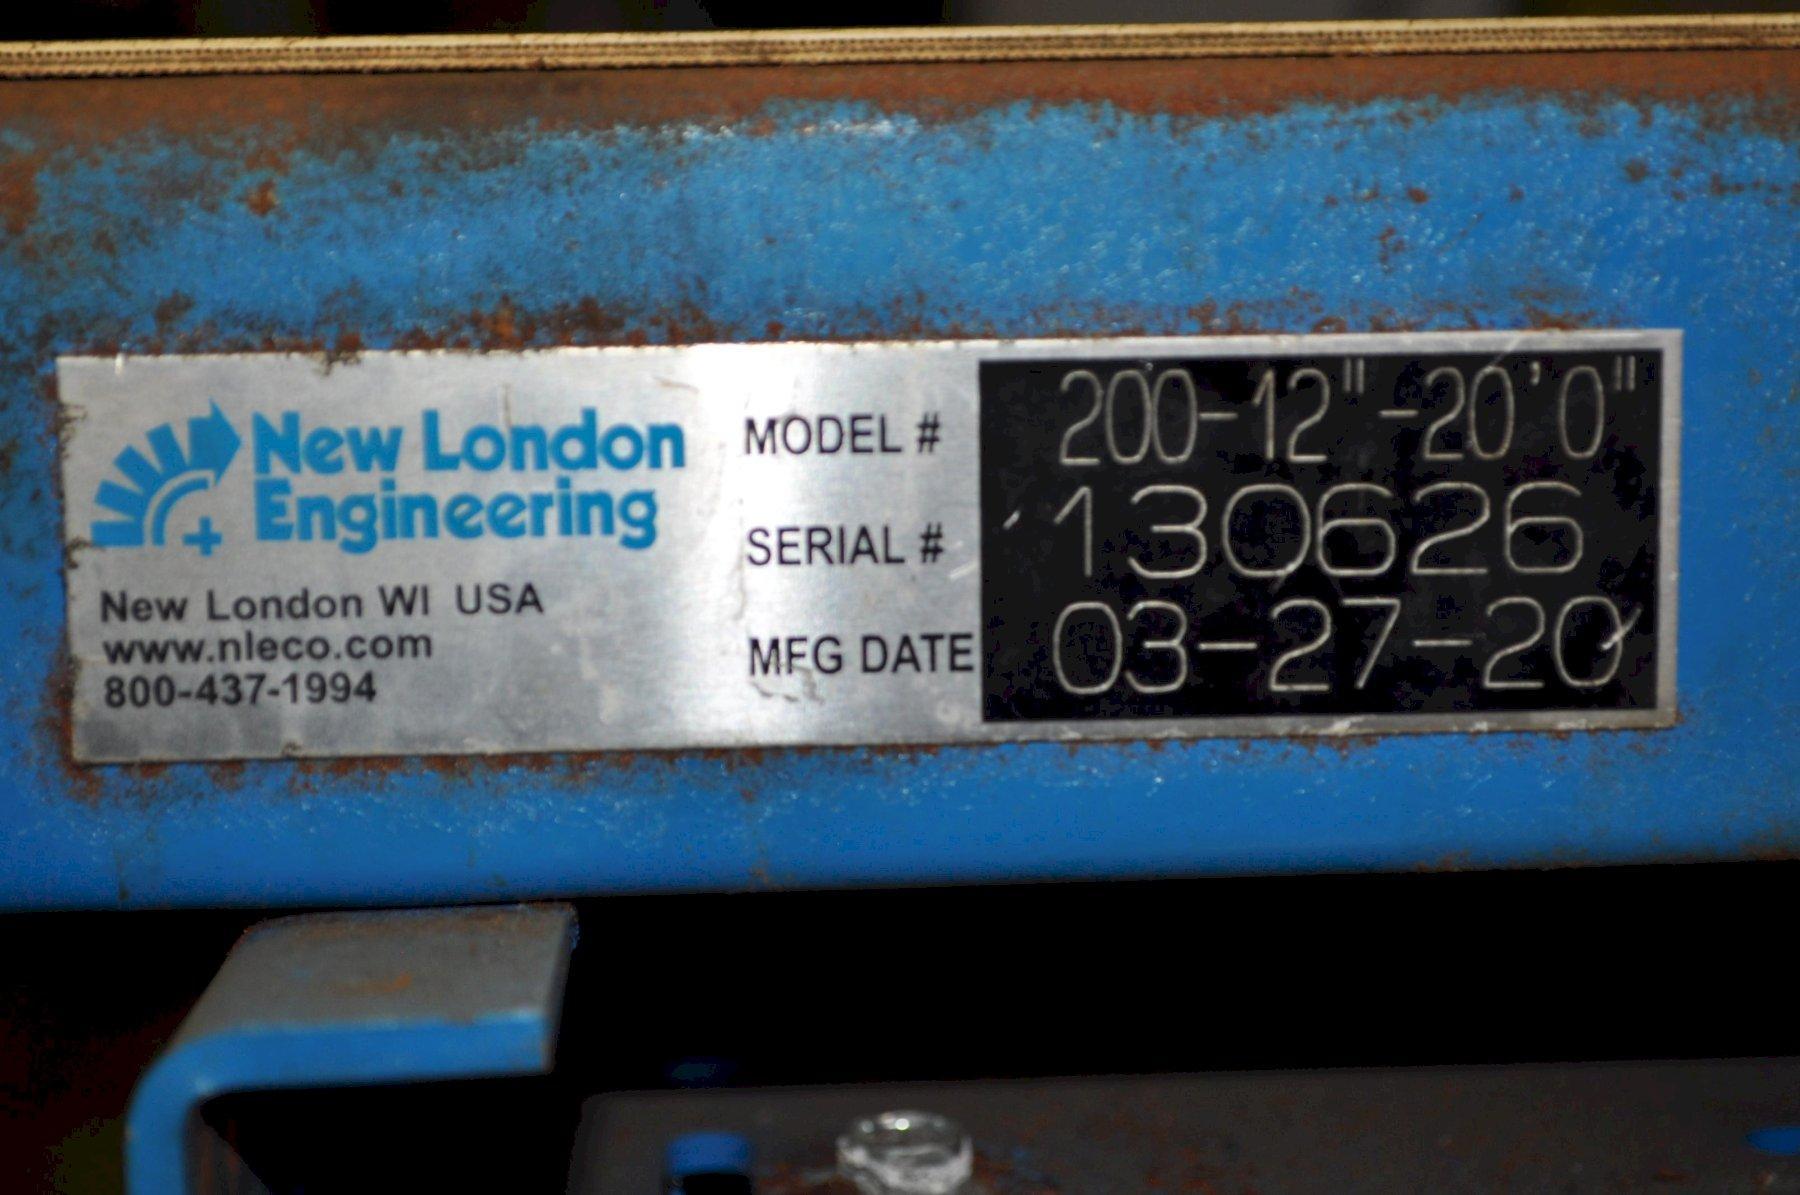 New London
Engineering
New London WI USA
www.nleco.com
800-437-1994
MODEL # 200-12"-20'0"
SERIAL # 130626
MFG DATE 03-27-20